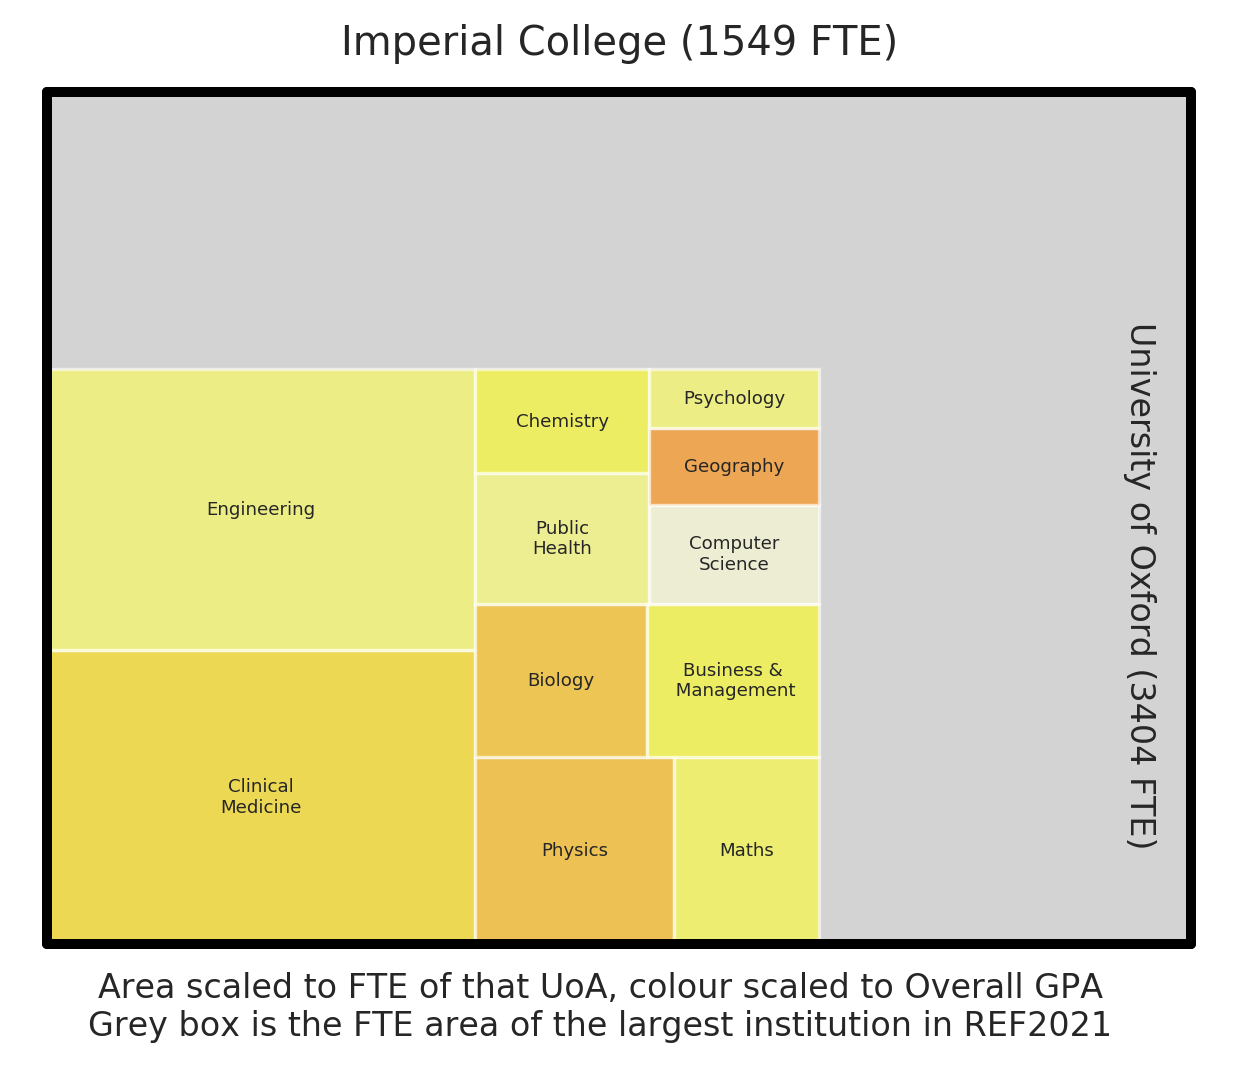 Imperial College (1549 FTE)
Engineering
Clinical
Medicine
Chemistry
Public
Health
Biology
Physics
Psychology
Geography
Computer
Science
Business &
Management
Maths
University of Oxford (3404 FTE)
Area scaled to FTE of that UoA, colour scaled to Overall GPA
Grey box is the FTE area of the largest institution in REF2021